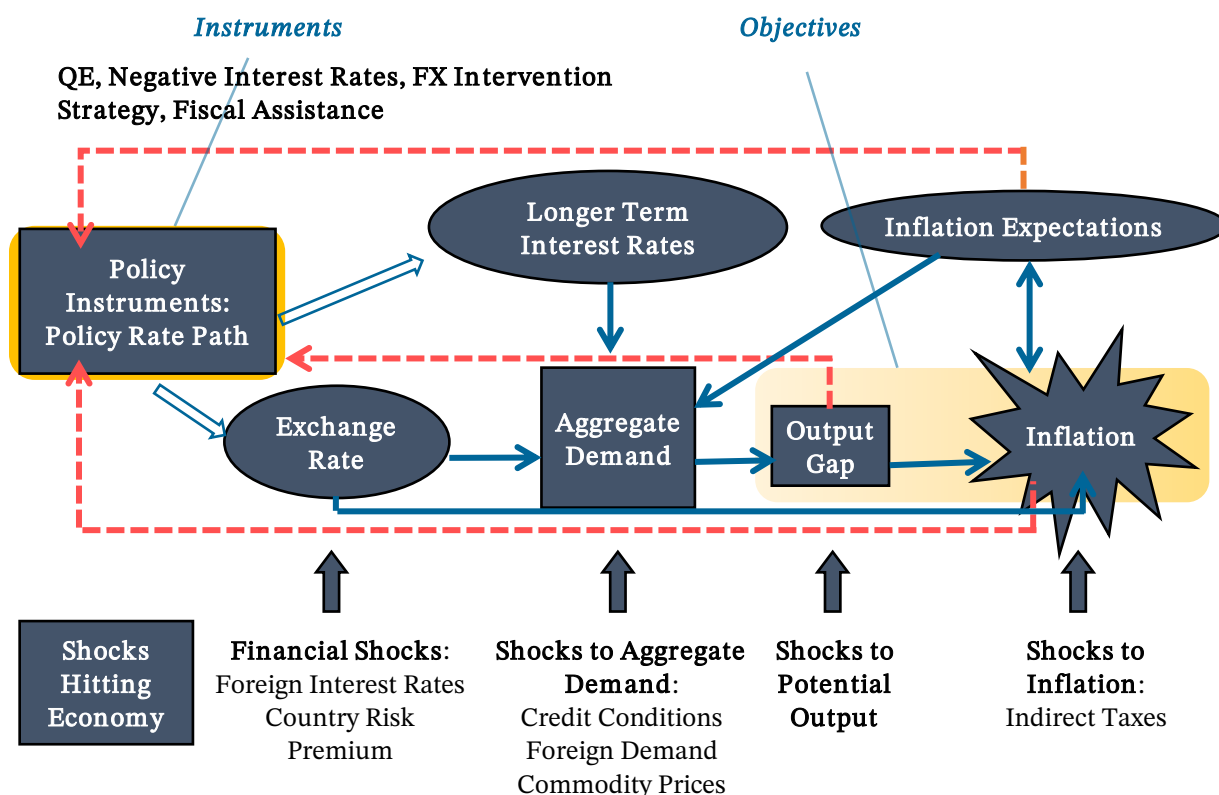 Instruments
Objectives
QE, Negative Interest Rates, FX Intervention
Strategy, Fiscal Assistance
Longer Term
Interest Rates
Inflation Expectations
Policy
Instruments:
Policy Rate Path
Exchange
Rate
Aggregate
Demand
Output
Gap
Inflation
Shocks
Hitting
Economy
Financial Shocks:
Foreign Interest Rates
Country Risk
Premium
Shocks to Aggregate
Demand:
Credit Conditions
Foreign Demand
Commodity Prices
Shocks to
Potential
Output
Shocks to
Inflation:
Indirect Taxes